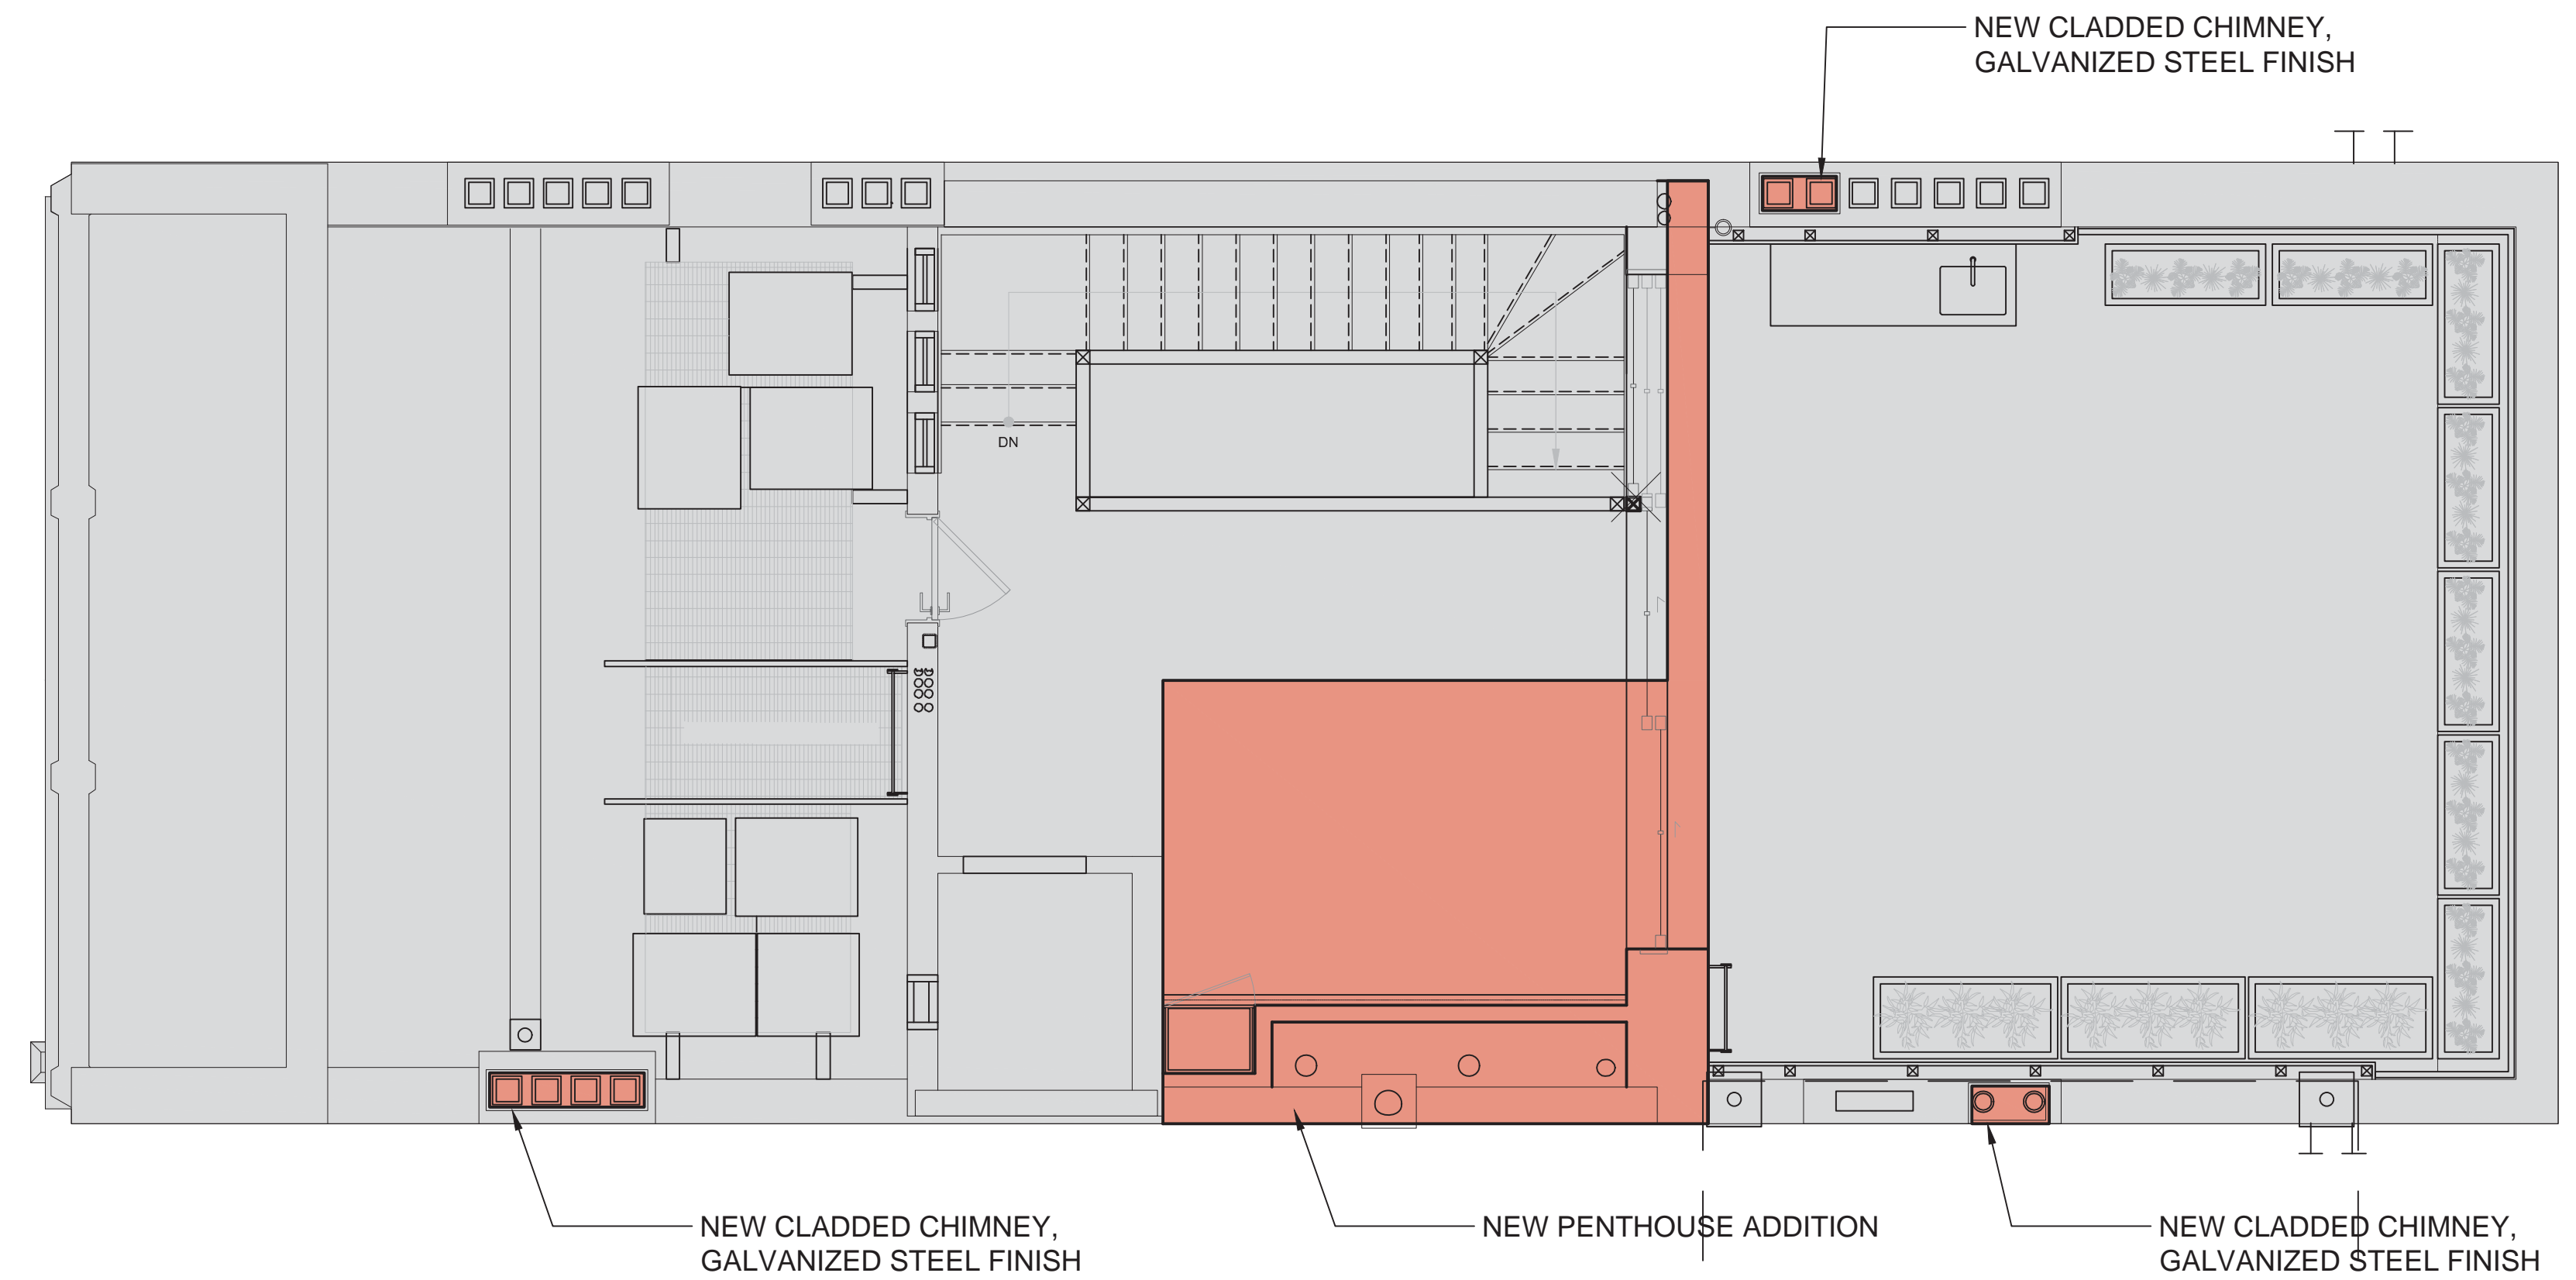 NEW CLADDED CHIMNEY,
GALVANIZED STEEL FINISH
DN
NEW CLADDED CHIMNEY,
GALVANIZED STEEL FINISH
NEW PENTHOUSE ADDITION
NEW CLADDED CHIMNEY,
GALVANIZED STEEL FINISH